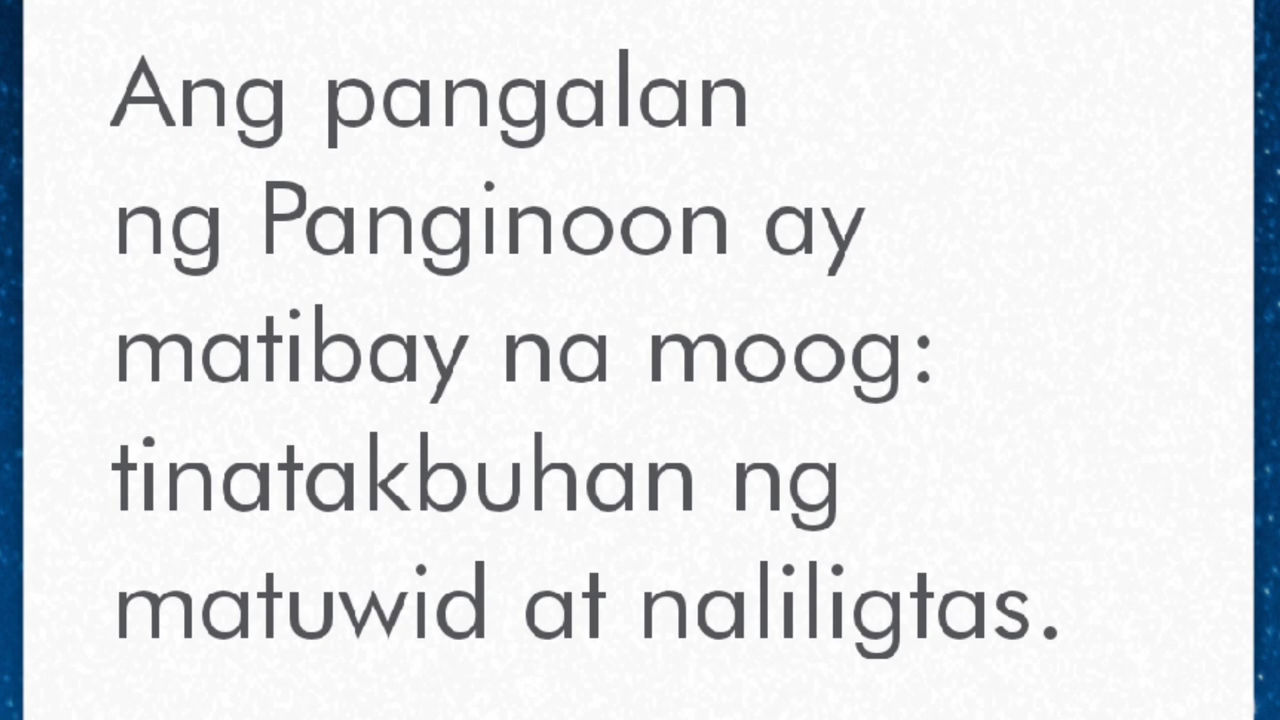 Ang pangalan
ng Panginoon ay
matibay na moog:
tinatakbuhan ng
matuwid at naliligtas.